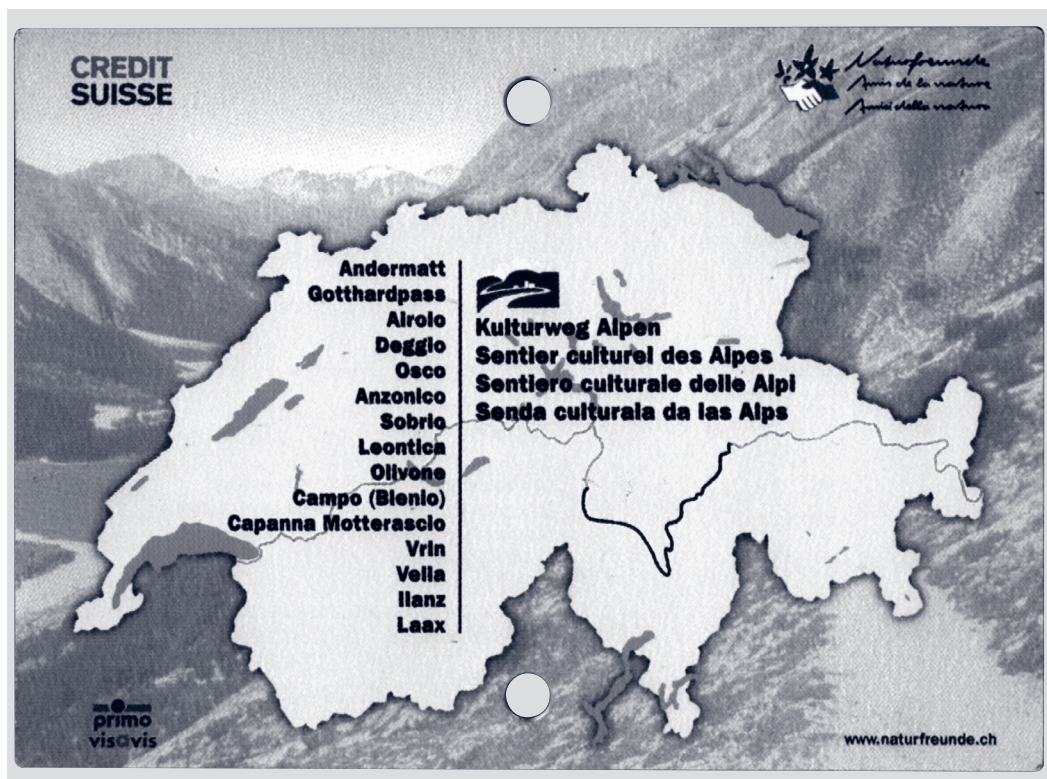 CREDIT
SUISSE
Naturfreunde
Amis de la nature
Amici della natura
Andermatt
Gotthardpass
Airolo
Deggio
Osco
Anzonico
Sobrio
Leontica
Olivone
Campo (Blenio)
Capanna Motterascio
Vrin
Vella
Ilanz
Laax
Kulturweg Alpen
Sentier culturel des Alpes
Sentiero culturale delle Alpi
Senda culturala da las Alps
primo
visavis
www.naturfreunde.ch